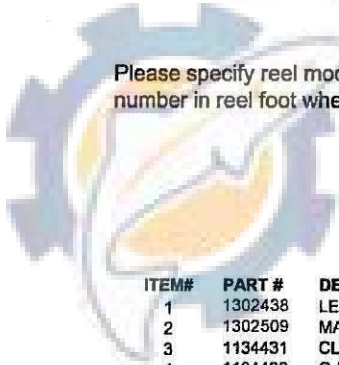 Please specify reel mod
number in reel foot whe
ITEM# PART # DE
1 1302438 LE
2 1302509 MA
3 1134431 CL